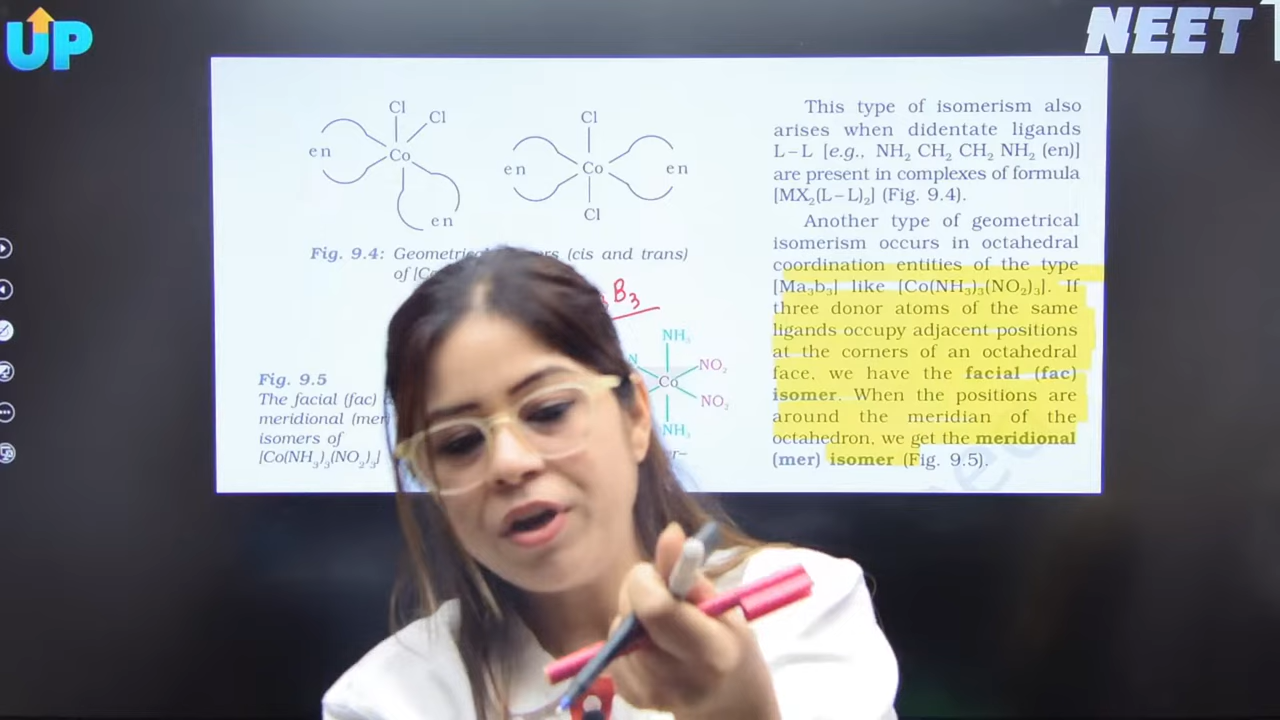 UP
NEET
Cl
Cl
en
Co
en
Cl
en
Co
en
Cl
Fig. 9.4: Geometrical isomers (cis and trans)
of [Co
B₃
Fig. 9.5
The facial (fac)
meridional (mer
isomers of
[Co(NH₃)₃(NO₂)₃]
NH₃
N
NO₂
Co
NO₂
NH₃
er–
This type of isomerism also
arises when didentate ligands
L–L [e.g., NH₂ CH₂ CH₂ NH₂ (en)]
are present in complexes of formula
[MX₂(L–L)₂] (Fig. 9.4).
Another type of geometrical
isomerism occurs in octahedral
coordination entities of the type
[Ma₃b₃] like [Co(NH₃)₃(NO₂)₃]. If
three donor atoms of the same
ligands occupy adjacent positions
at the corners of an octahedral
face, we have the facial (fac)
isomer. When the positions are
around the meridian of the
octahedron, we get the meridional
(mer) isomer (Fig. 9.5).